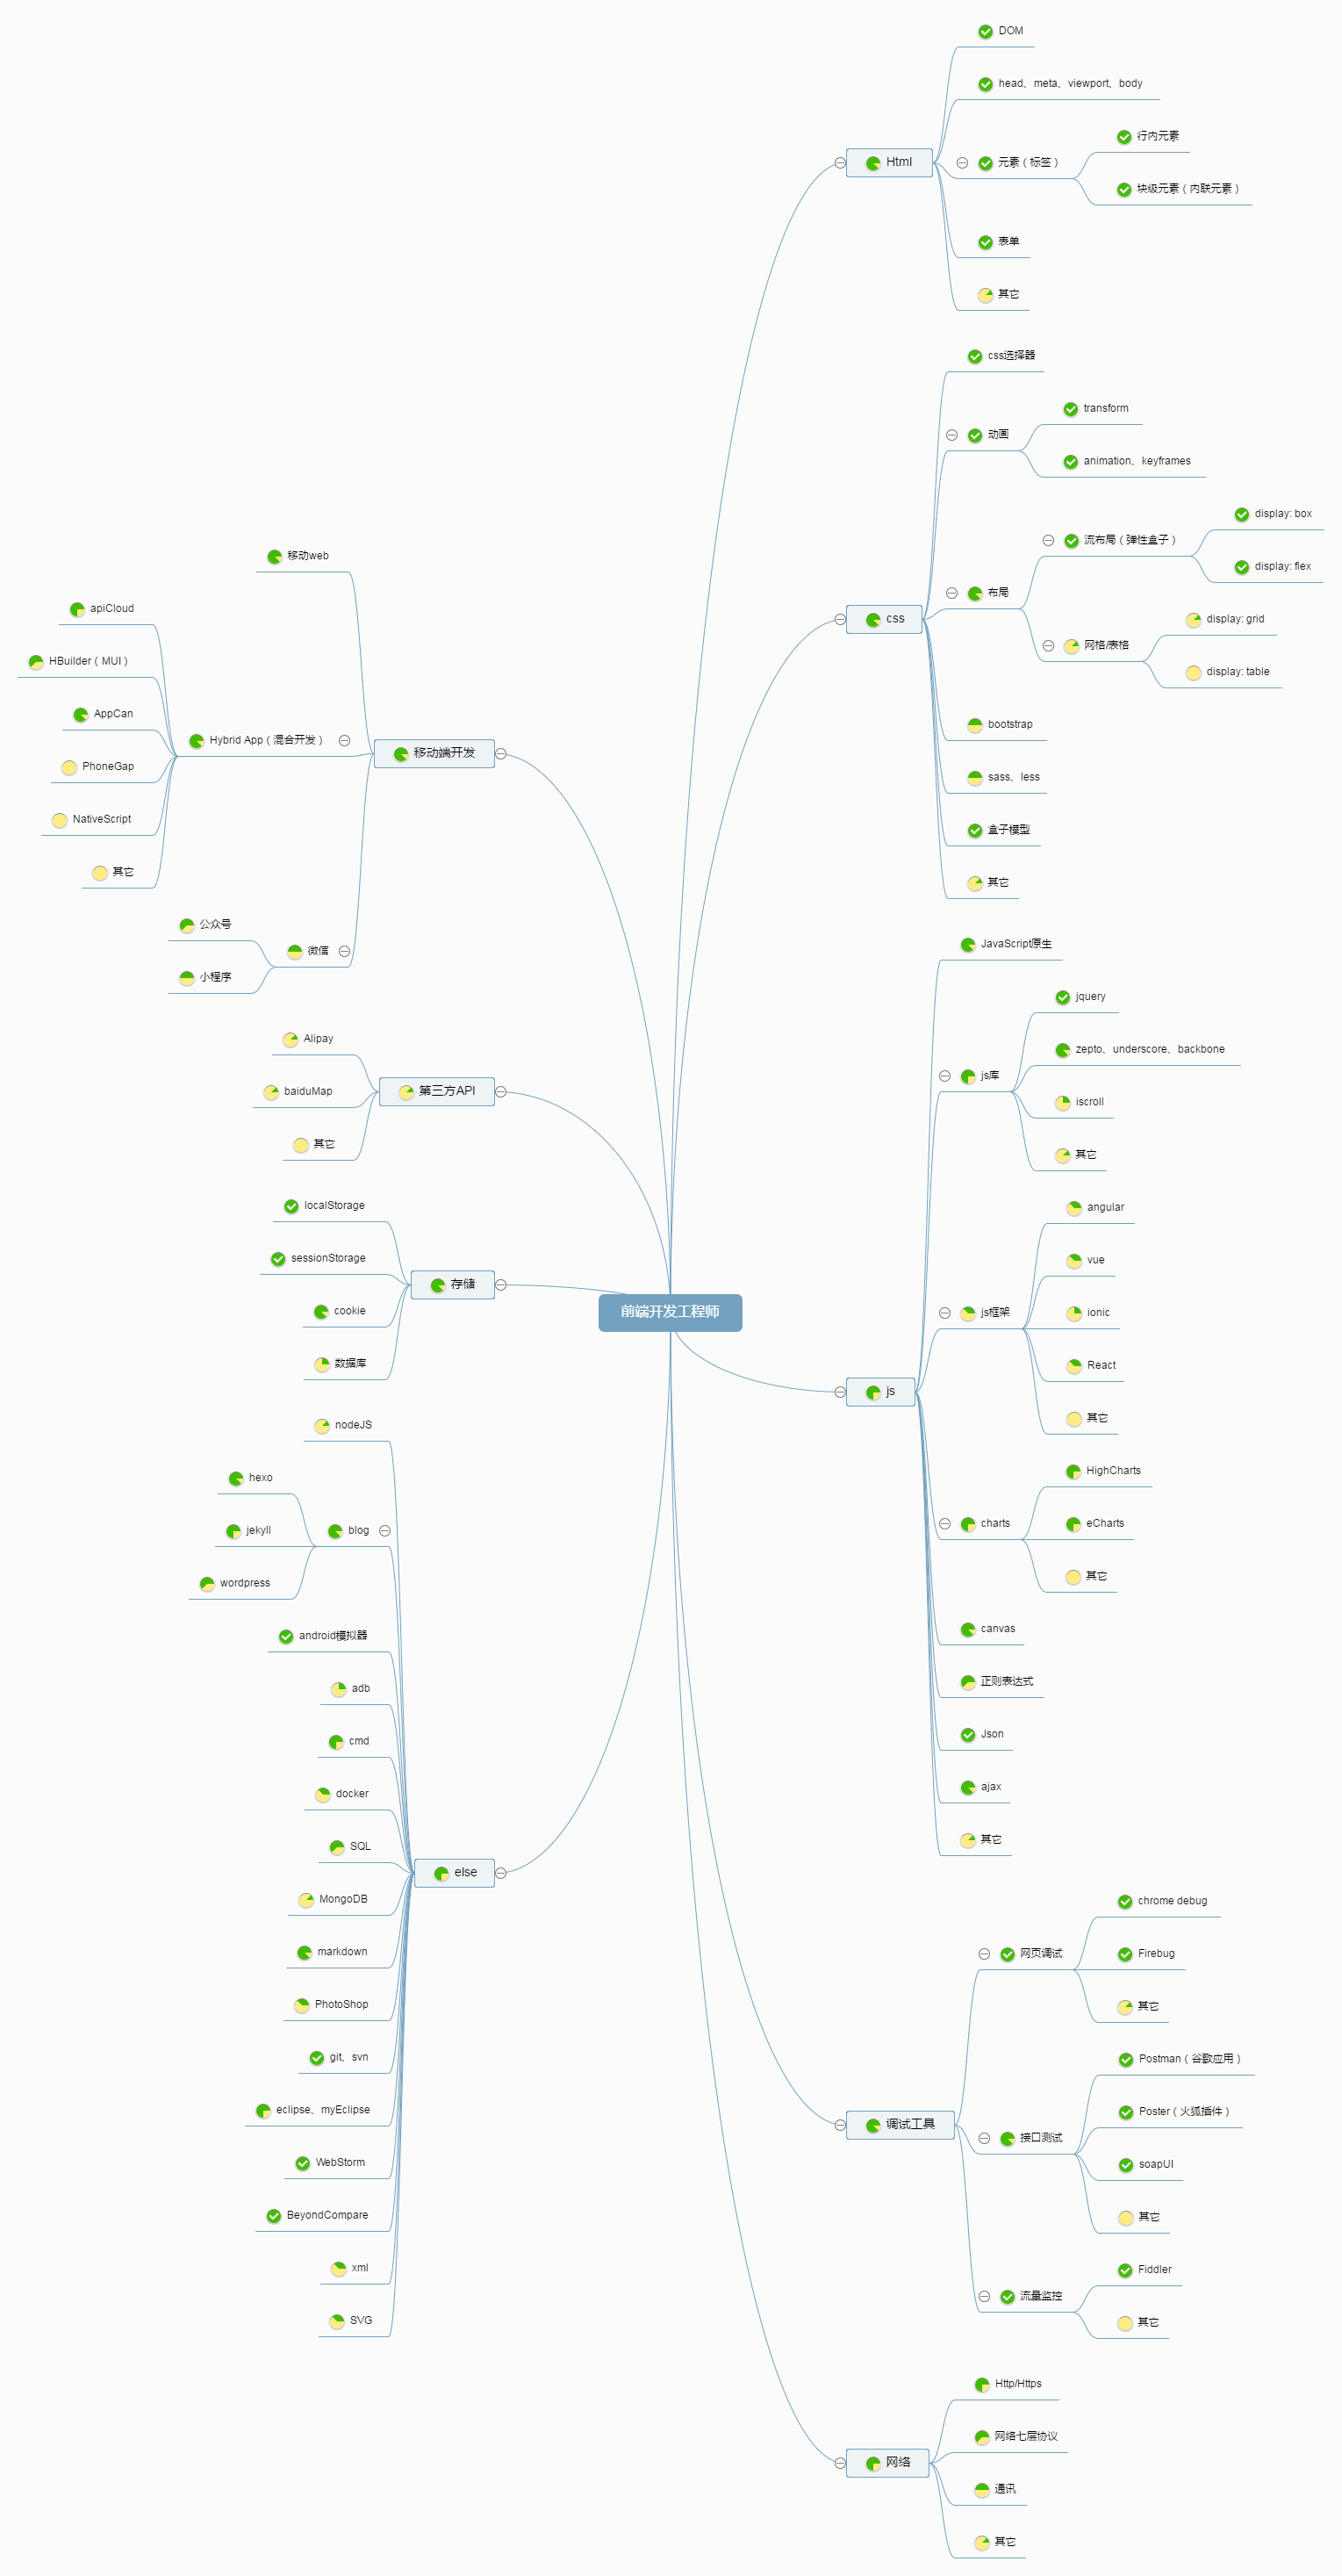 前端开发工程师
Html
DOM
head、meta、viewport、body
元素（标签）
行内元素
块级元素（内联元素）
表单
其它
css
css选择器
动画
transform
animation、keyframes
布局
流布局（弹性盒子）
display: box
display: flex
网格/表格
display: grid
display: table
bootstrap
sass、less
盒子模型
其它
js
JavaScript原生
js库
jquery
zepto、underscore、backbone
iscroll
其它
js框架
angular
vue
ionic
React
其它
charts
HighCharts
eCharts
其它
canvas
正则表达式
Json
ajax
其它
调试工具
网页调试
chrome debug
Firebug
其它
接口测试
Postman（谷歌应用）
Poster（火狐插件）
soapUI
其它
流量监控
Fiddler
其它
网络
Http/Https
网络七层协议
通讯
其它
移动端开发
移动web
Hybrid App（混合开发）
apiCloud
HBuilder（MUI）
AppCan
PhoneGap
NativeScript
其它
微信
公众号
小程序
第三方API
Alipay
baiduMap
其它
存储
localStorage
sessionStorage
cookie
数据库
else
nodeJS
blog
hexo
jekyll
wordpress
android模拟器
adb
cmd
docker
SQL
MongoDB
markdown
PhotoShop
git、svn
eclipse、myEclipse
WebStorm
BeyondCompare
xml
SVG